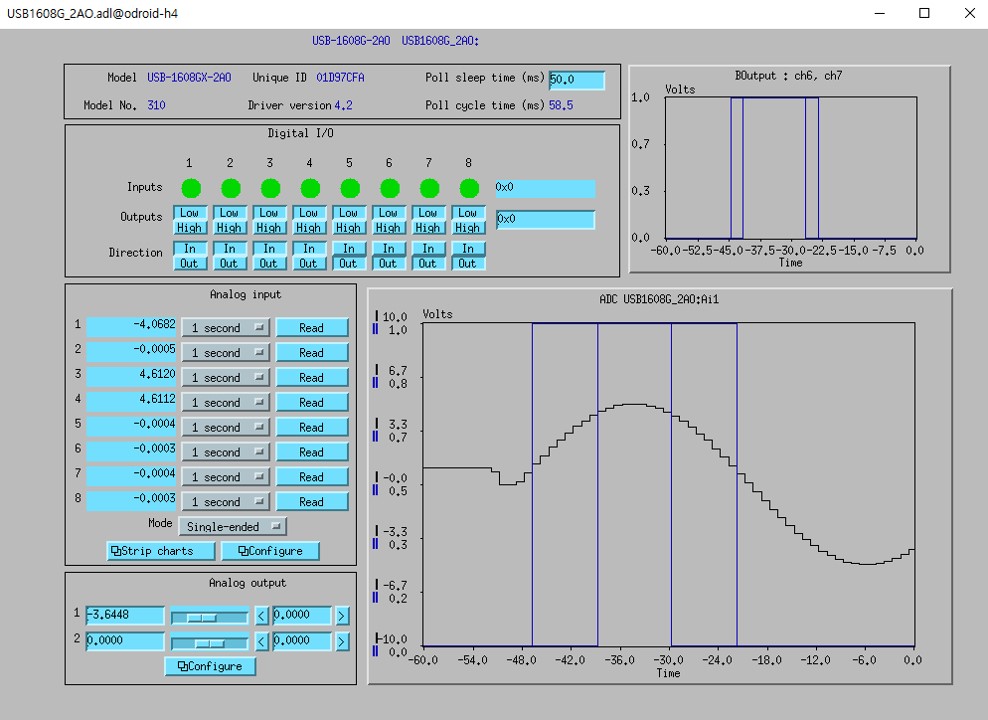 USB1608G_2AO.adl@odroid-h4
USB-1608G-2AO USB1608G_2AO:
Model USB-1608GX-2AO Unique ID 01D97CFA Poll sleep time (ms) 50.0
Model No. 310 Driver version 4.2 Poll cycle time (ms) 58.5
Digital I/O
1 2 3 4 5 6 7 8
Inputs 0x0
Outputs Low Low Low Low Low Low Low Low 0x0
High High High High High High High High
Direction In In In In In In In In
Out Out Out Out Out Out Out Out
BOutput : ch6, ch7
Volts
1.0
0.7
0.3
0.0
-60.0 -52.5 -45.0 -37.5 -30.0 -22.5 -15.0 -7.5 0.0
Time
Analog input
1 -4.0682 1 second Read
2 -0.0005 1 second Read
3 4.6120 1 second Read
4 4.6112 1 second Read
5 -0.0004 1 second Read
6 -0.0003 1 second Read
7 -0.0004 1 second Read
8 -0.0003 1 second Read
Mode Single-ended
Strip charts Configure
Analog output
1 -3.6448 < 0.0000 >
2 0.0000 < 0.0000 >
Configure
ADC USB1608G_2AO:Ai1
Volts
10.0
1.0
6.7
0.8
3.3
0.7
-0.0
0.5
-3.3
0.3
-6.7
0.2
-10.0
0.0
-60.0 -54.0 -48.0 -42.0 -36.0 -30.0 -24.0 -18.0 -12.0 -6.0 0.0
Time